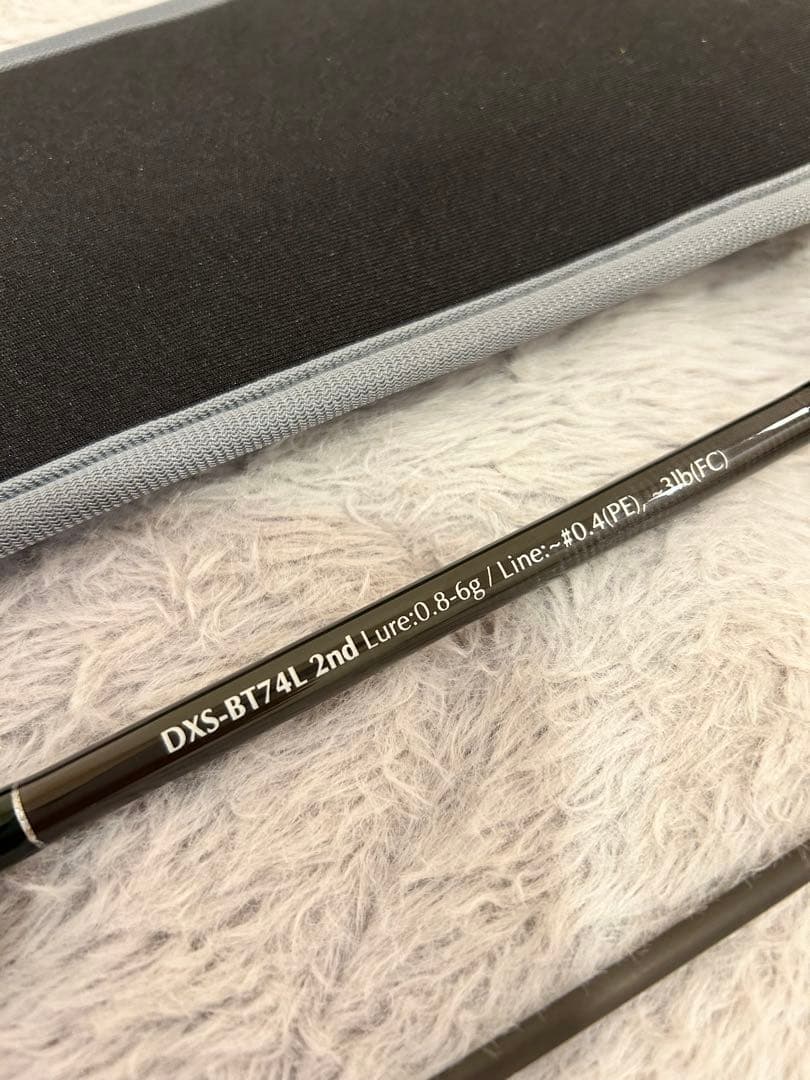 DXS-BT74L 2nd Lure:0.8-6g / Line:~#0.4(PE), ~3lb(FC)